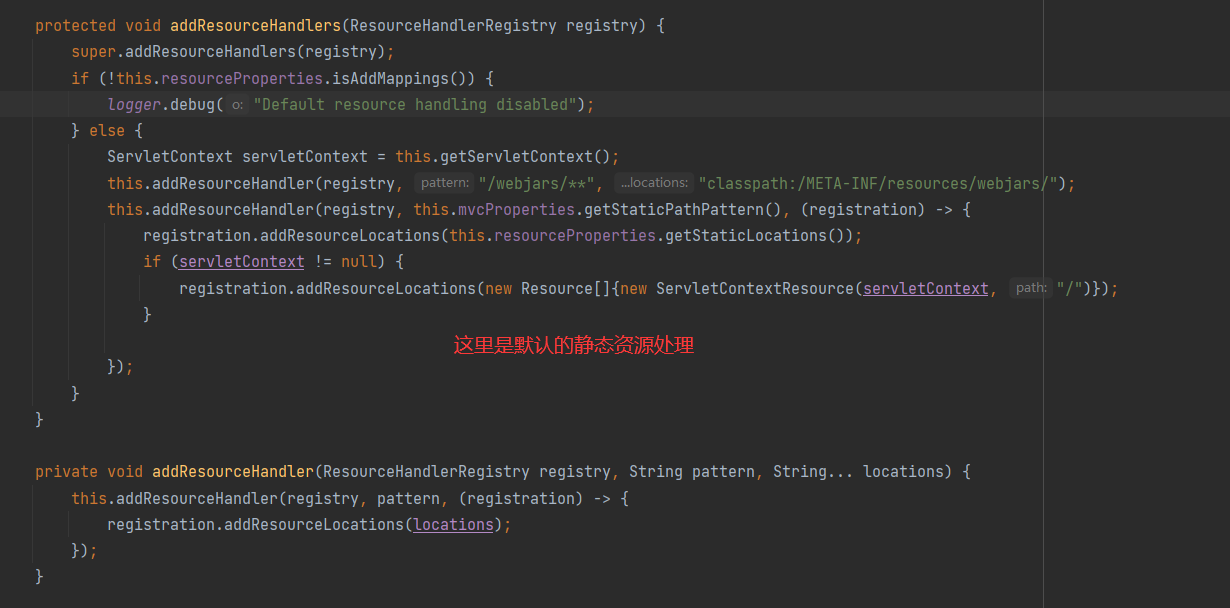 protected void addResourceHandlers(ResourceHandlerRegistry registry) {
super.addResourceHandlers(registry);
if (!this.resourceProperties.isAddMappings()) {
logger.debug( o: "Default resource handling disabled");
} else {
ServletContext servletContext = this.getServletContext();
this.addResourceHandler(registry, pattern: "/webjars/**", ...locations: "classpath:/META-INF/resources/webjars/");
this.addResourceHandler(registry, this.mvcProperties.getStaticPathPattern(), (registration) -> {
registration.addResourceLocations(this.resourceProperties.getStaticLocations());
if (servletContext != null) {
registration.addResourceLocations(new Resource[]{new ServletContextResource(servletContext, path: "/")});
}
这里是默认的静态资源处理
});
}
}
private void addResourceHandler(ResourceHandlerRegistry registry, String pattern, String... locations) {
this.addResourceHandler(registry, pattern, (registration) -> {
registration.addResourceLocations(locations);
});
}